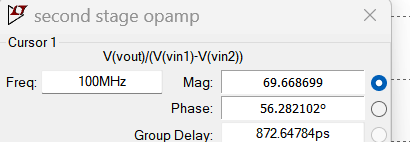 second stage opamp
Cursor 1
V(vout)/(V(vin1)-V(vin2))
Freq: 100MHz Mag: 69.668699
Phase: 56.282102º
Group Delay: 872.64784ps